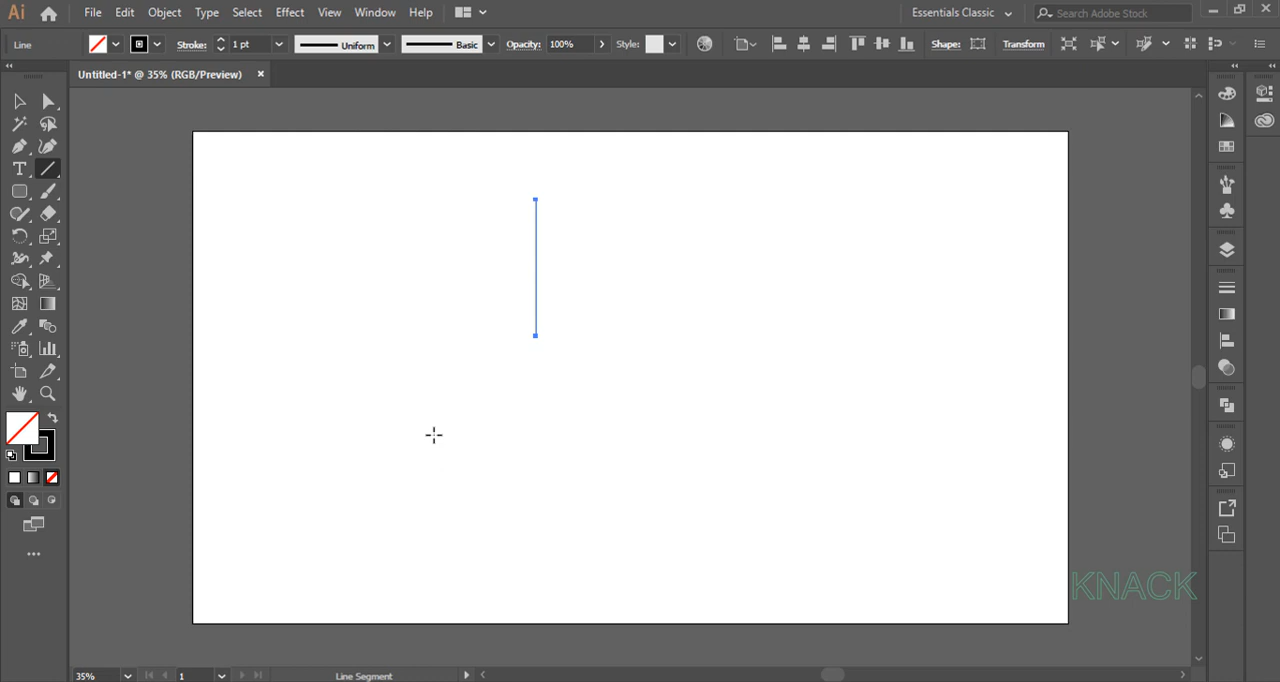 Ai File Edit Object Type Select Effect View Window Help Essentials Classic Search Adobe Stock
Line Stroke: 1 pt Uniform Basic Opacity: 100% Style: Shape: Transform
Untitled-1* @ 35% (RGB/Preview)
KNACK
35% 1 Line Segment